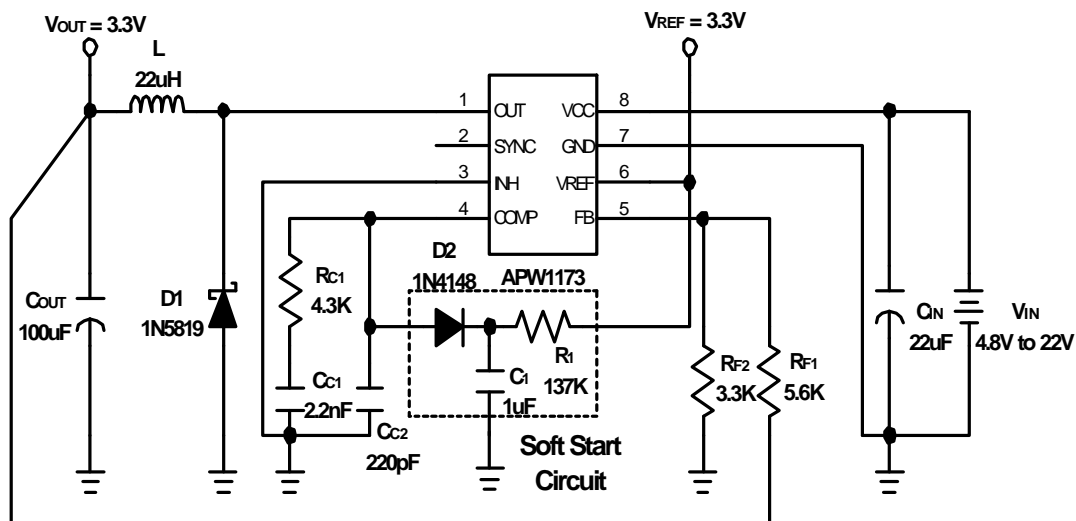 VOUT = 3.3V
VREF = 3.3V
L
22uH
1
OUT
VCC
8
2
SYNC
GND
7
3
INH
VREF
6
4
COMP
FB
5
APW1173
D2
1N4148
RC1
4.3K
COUT
100uF
D1
1N5819
R1
137K
C1
1uF
CC1
2.2nF
CC2
220pF
Soft Start
Circuit
RF2
3.3K
RF1
5.6K
CIN
22uF
VIN
4.8V to 22V